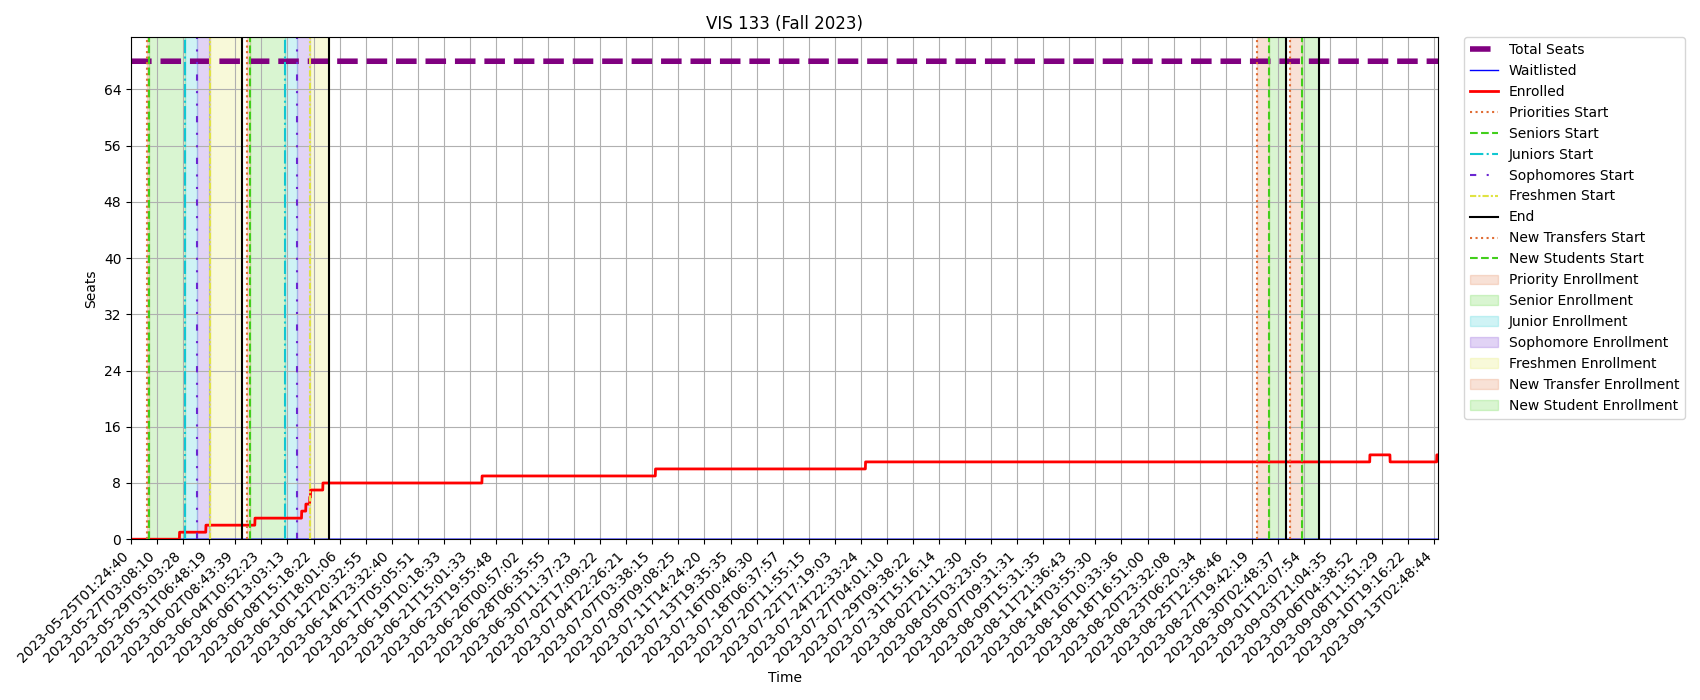 VIS 133 (Fall 2023)
Seats
64
56
48
40
32
24
16
8
0
2023-05-25T01:24:40
2023-05-27T03:08:10
2023-05-29T05:03:28
2023-05-31T06:48:19
2023-06-02T08:43:39
2023-06-04T10:52:23
2023-06-06T13:03:13
2023-06-08T15:18:22
2023-06-10T18:01:06
2023-06-12T20:32:55
2023-06-14T23:32:40
2023-06-17T05:05:51
2023-06-19T10:18:33
2023-06-21T15:01:33
2023-06-23T19:55:48
2023-06-26T00:57:02
2023-06-28T06:35:55
2023-06-30T11:37:23
2023-07-02T17:09:22
2023-07-04T22:26:21
2023-07-07T03:38:15
2023-07-09T09:08:25
2023-07-11T14:24:20
2023-07-13T19:35:35
2023-07-16T00:46:30
2023-07-18T06:37:57
2023-07-20T11:55:15
2023-07-22T17:19:03
2023-07-24T22:33:24
2023-07-27T04:01:10
2023-07-29T09:38:22
2023-07-31T15:16:14
2023-08-02T21:12:30
2023-08-05T03:23:05
2023-08-07T09:31:31
2023-08-09T15:31:35
2023-08-11T21:36:43
2023-08-14T03:55:30
2023-08-16T10:33:36
2023-08-18T16:51:00
2023-08-20T23:32:08
2023-08-23T06:20:34
2023-08-25T12:58:46
2023-08-27T19:42:19
2023-08-30T02:48:37
2023-09-01T12:07:54
2023-09-03T21:04:35
2023-09-06T04:38:52
2023-09-08T11:51:29
2023-09-10T19:16:22
2023-09-13T02:48:44
Time
Total Seats
Waitlisted
Enrolled
Priorities Start
Seniors Start
Juniors Start
Sophomores Start
Freshmen Start
End
New Transfers Start
New Students Start
Priority Enrollment
Senior Enrollment
Junior Enrollment
Sophomore Enrollment
Freshmen Enrollment
New Transfer Enrollment
New Student Enrollment